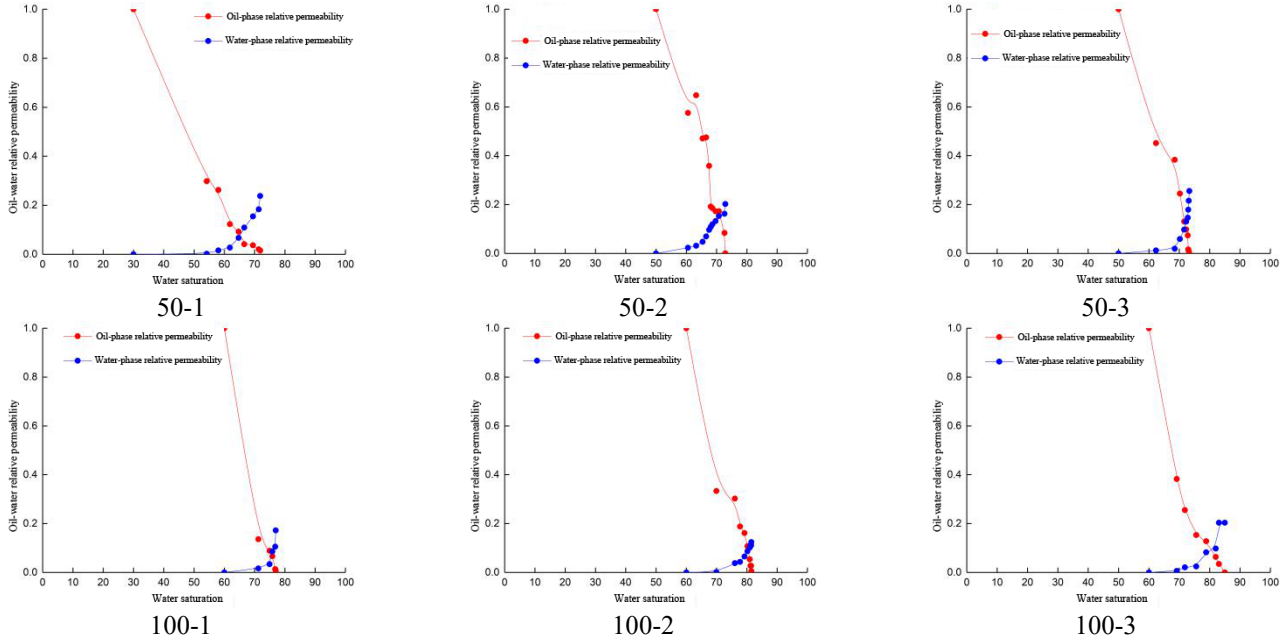 1.0
0.8
0.6
0.4
0.2
0.0
Oil-water relative permeability
Oil-phase relative permeability
Water-phase relative permeability
0 10 20 30 40 50 60 70 80 90 100
Water saturation
50-1
1.0
0.8
0.6
0.4
0.2
0.0
Oil-water relative permeability
Oil-phase relative permeability
Water-phase relative permeability
0 10 20 30 40 50 60 70 80 90 100
Water saturation
50-2
1.0
0.8
0.6
0.4
0.2
0.0
Oil-water relative permeability
Oil-phase relative permeability
Water-phase relative permeability
0 10 20 30 40 50 60 70 80 90 100
Water saturation
50-3
1.0
0.8
0.6
0.4
0.2
0.0
Oil-water relative permeability
Oil-phase relative permeability
Water-phase relative permeability
0 10 20 30 40 50 60 70 80 90 100
Water saturation
100-1
1.0
0.8
0.6
0.4
0.2
0.0
Oil-water relative permeability
Oil-phase relative permeability
Water-phase relative permeability
0 10 20 30 40 50 60 70 80 90 100
Water saturation
100-2
1.0
0.8
0.6
0.4
0.2
0.0
Oil-water relative permeability
Oil-phase relative permeability
Water-phase relative permeability
0 10 20 30 40 50 60 70 80 90 100
Water saturation
100-3